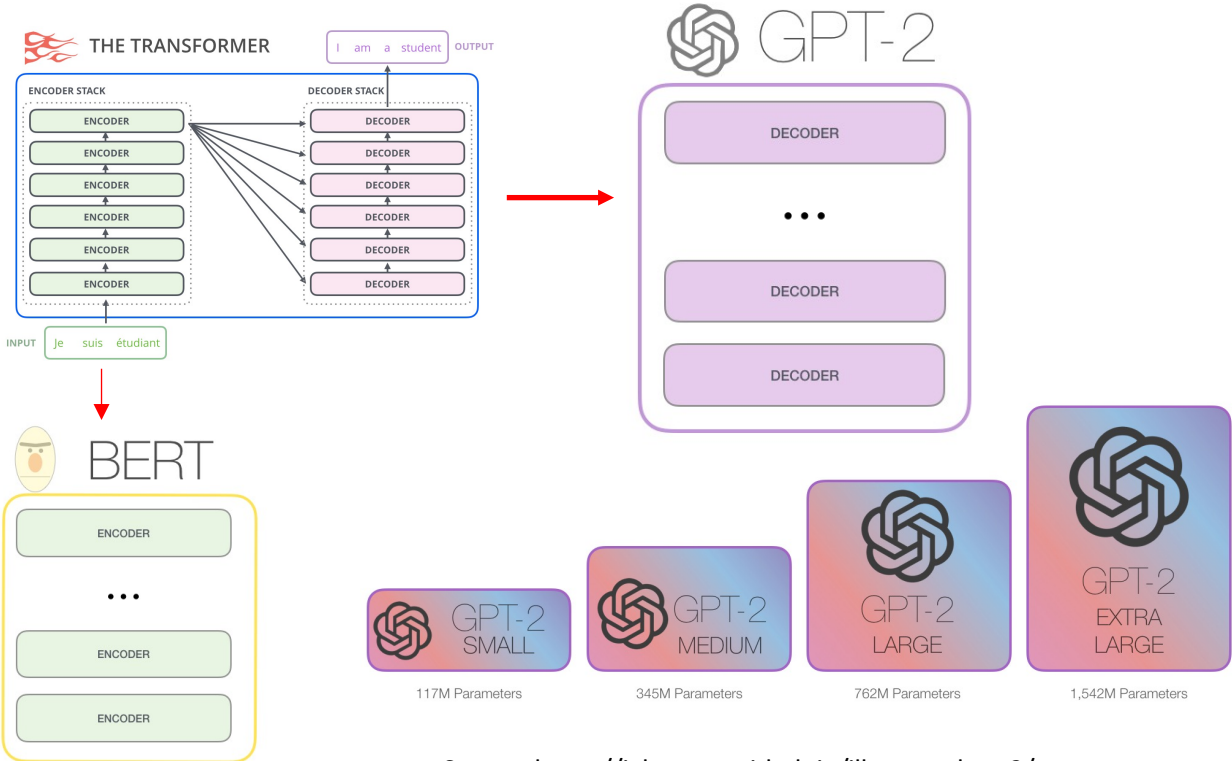 THE TRANSFORMER
I am a student OUTPUT
ENCODER STACK
DECODER STACK
ENCODER
ENCODER
ENCODER
ENCODER
ENCODER
ENCODER
DECODER
DECODER
DECODER
DECODER
DECODER
DECODER
INPUT Je suis étudiant
GPT-2
DECODER
...
DECODER
DECODER
BERT
ENCODER
...
ENCODER
ENCODER
GPT-2
SMALL
117M Parameters
GPT-2
MEDIUM
345M Parameters
GPT-2
LARGE
762M Parameters
GPT-2
EXTRA
LARGE
1,542M Parameters